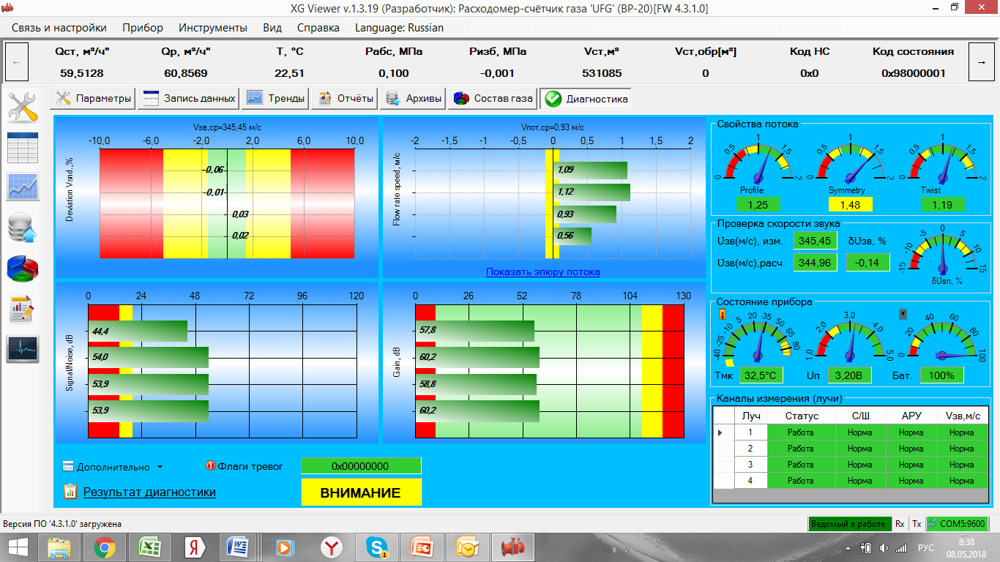 XG Viewer v.1.3.19 (Разработчик): Расходомер-счётчик газа 'UFG' (ВР-20)[FW 4.3.1.0]
Связь и настройки Прибор Инструменты Вид Справка Language: Russian
Qст, м³/ч" Qр, м³/ч" T, °C Рабс, МПа Ризб, МПа Vст,м³ Vст,обр[м³] Код НС Код состояния
59,5128 60,8569 22,51 0,100 -0,001 531085 0 0x0 0x98000001
Параметры Запись данных Тренды Отчёты Архивы Состав газа Диагностика
Vзв,ср=345,45 м/с
-10,0 -6,0 -2,0 2,0 6,0 10,0
Deviation Vsnd.,%
-0,06
-0,01
0,03
0,02
Vпот,ср=0,93 м/с
-2 -1,5 -1 -0,5 0 0,5 1 1,5 2
Flow rate speed, м/с
1,09
1,12
0,93
0,56
Показать эпюру потока
0 24 48 72 96 120
Signal\Noise, dB
44,4
54,0
53,9
53,9
0 26 52 78 104 130
Gain, dB
57,8
60,2
58,8
60,2
Свойства потока
0 0,5 1 1,5 2 0 0,5 1 1,5 2 0 0,5 1 1,5 2
Profile Symmetry Twist
1,25 1,48 1,19
Проверка скорости звука
Uзв(м/с), изм. 345,45 δUзв, %
Uзв(м/с),расч. 344,96 -0,14
-15 -10 -5 0 5 10 15
δUsn, %
Состояние прибора
-40 -25 -10 5 20 35 50 65 80 1,0 2,0 3,0 4,0 5,0 0 20 40 60 80 100
Тмк 32,5°C Uп 3,20В Бат. 100%
Каналы измерения (лучи)
Луч Статус С/Ш АРУ Vзв,м/с
1 Работа Норма Норма Норма
2 Работа Норма Норма Норма
3 Работа Норма Норма Норма
4 Работа Норма Норма Норма
Дополнительно Флаги тревог 0x00000000
Результат диагностики ВНИМАНИЕ
Версия ПО '4.3.1.0' загружена Ведомый в работе Rx Tx COM5:9600
РУС 8:38
08.05.2018